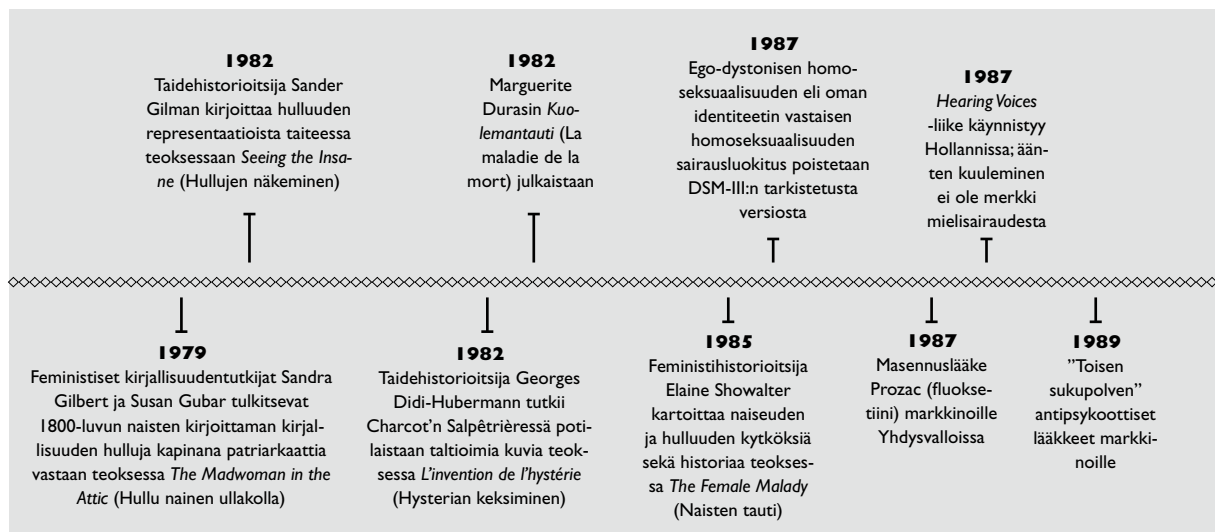 1982
Taidehistorioitsija Sander
Gilman kirjoittaa hulluuden
representaatioista taiteessa
teoksessaan Seeing the Insa-
ne (Hullujen näkeminen)
1982
Marguerite
Durasin Kuo-
lemantauti (La
maladie de la
mort) julkaistaan
1987
Ego-dystonisen homo-
seksuaalisuuden eli oman
identiteetin vastaisen
homoseksuaalisuuden
sairausluokitus poistetaan
DSM-III:n tarkistetusta
versiosta
1987
Hearing Voices
-liike käynnistyy
Hollannissa; ään-
ten kuuleminen
ei ole merkki
mielisairaudesta
1979
Feministiset kirjallisuudentutkijat Sandra
Gilbert ja Susan Gubar tulkitsevat
1800-luvun naisten kirjoittaman kirjal-
lisuuden hulluja kapinana patriarkaattia
vastaan teoksessa The Madwoman in the
Attic (Hullu nainen ullakolla)
1982
Taidehistorioitsija Georges
Didi-Hubermann tutkii
Charcot’n Salpêtrièressä poti-
laistaan taltioimia kuvia teok-
sessa L’invention de l’hystérie
(Hysterian keksiminen)
1985
Feministihistorioitsija
Elaine Showalter
kartoittaa naiseuden
ja hulluuden kytköksiä
sekä historiaa teokses-
sa The Female Malady
(Naisten tauti)
1987
Masennuslääke
Prozac (fluokse-
tiini) markkinoille
Yhdysvalloissa
1989
”Toisen
sukupolven”
antipsykoottiset
lääkkeet markki-
noille